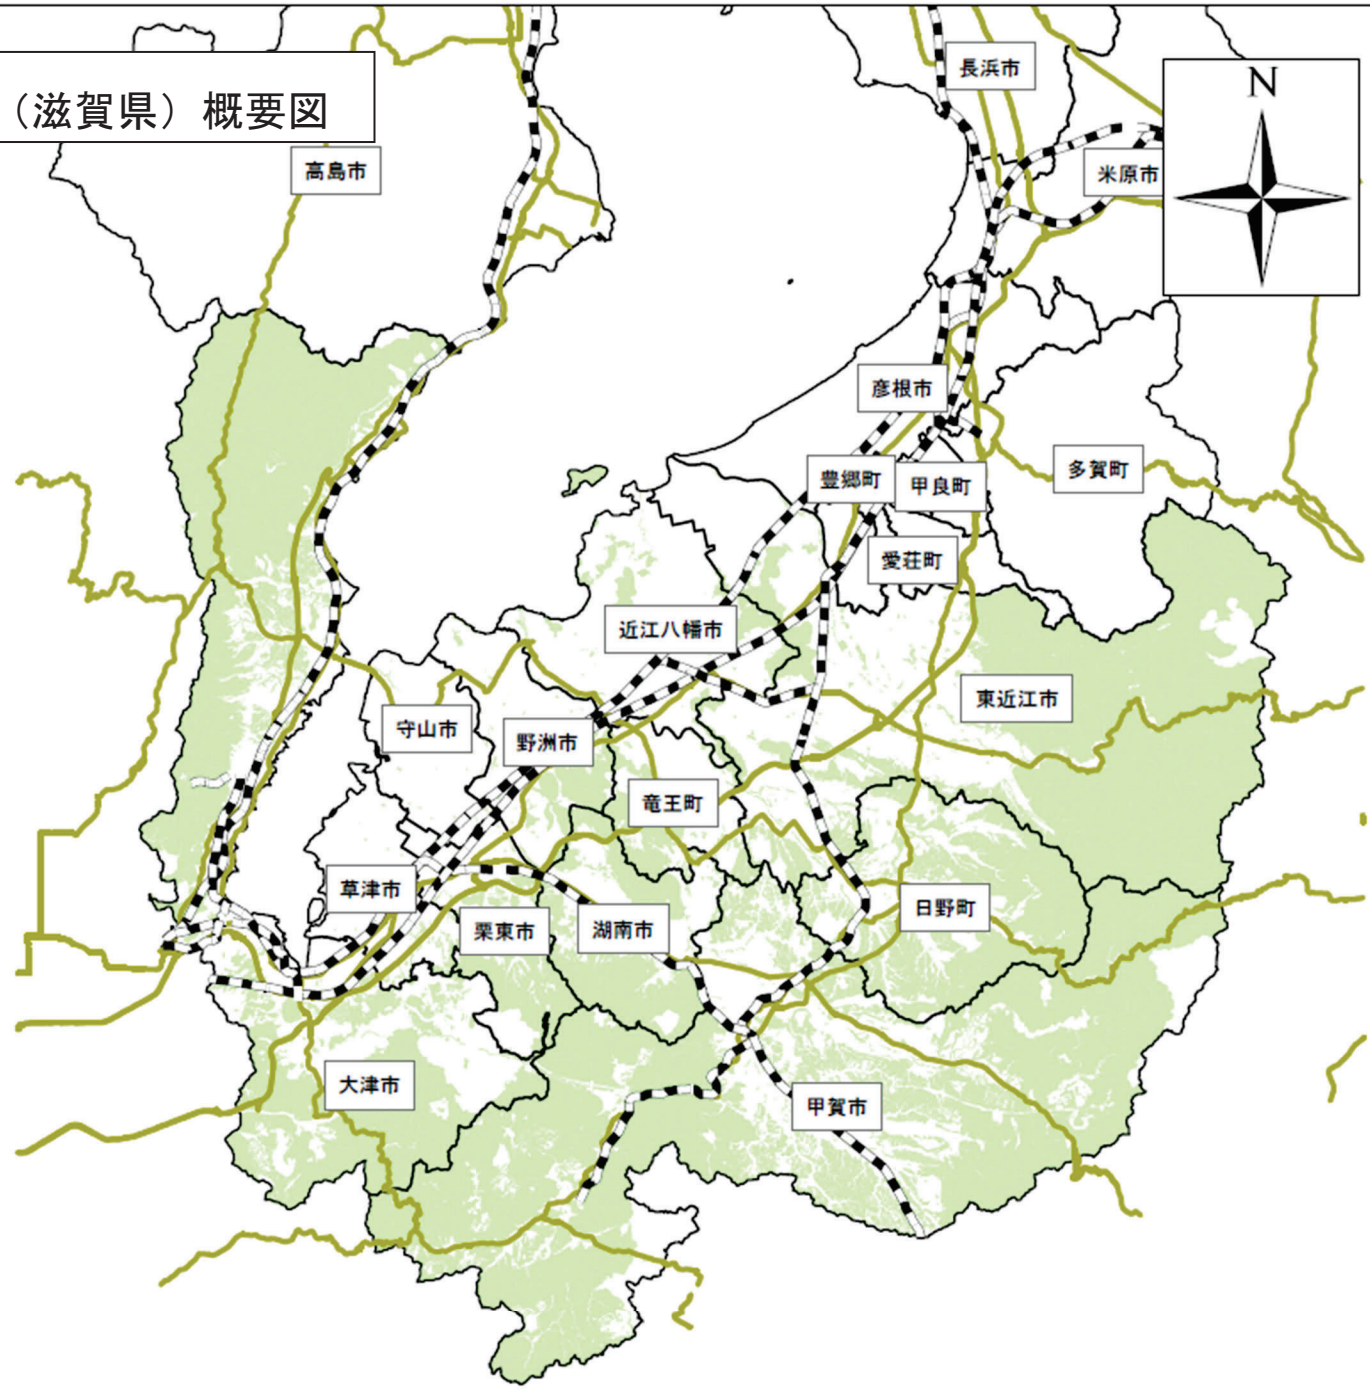 長浜市
N
（滋賀県）概要図
高島市
米原市
彦根市
多賀町
豊郷町
甲良町
愛荘町
近江八幡市
東近江市
守山市
野洲市
竜王町
草津市
日野町
栗東市
湖南市
大津市
甲賀市